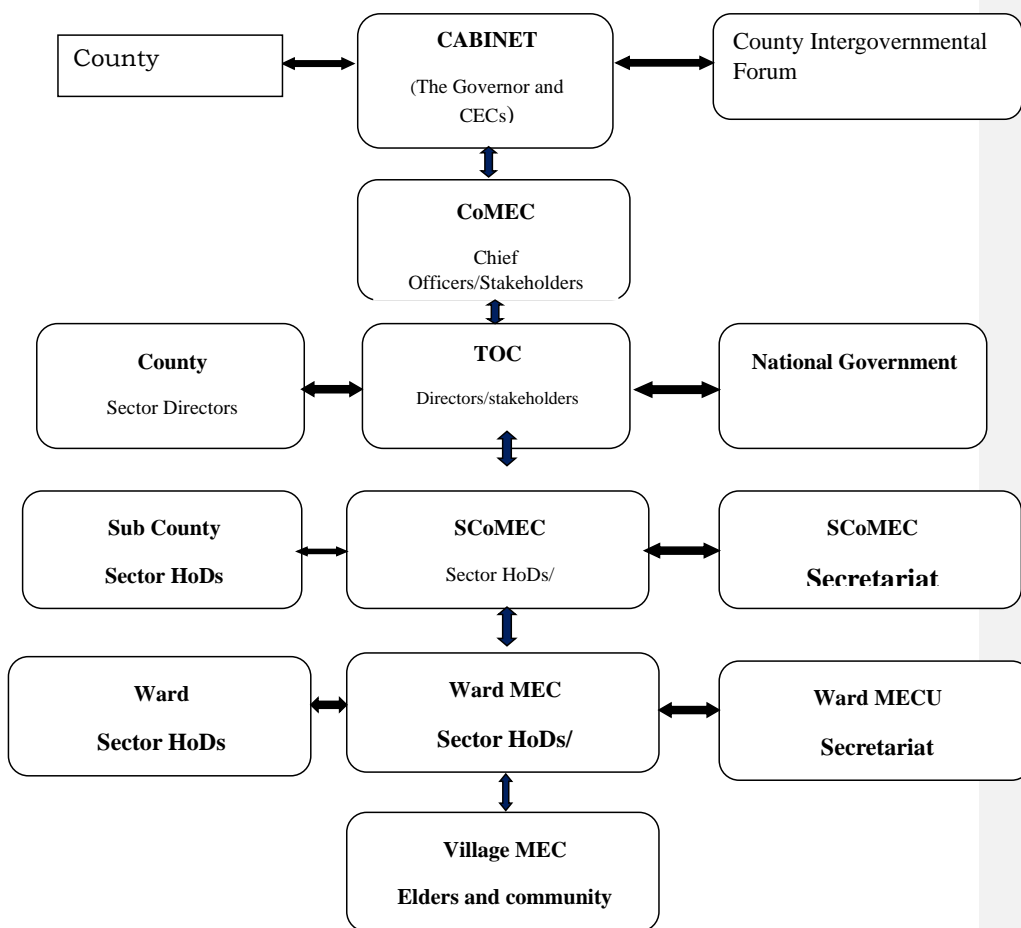 County
CABINET
(The Governor and
CECs)
County Intergovernmental
Forum
CoMEC
Chief
Officers/Stakeholders
County
Sector Directors
TOC
Directors/stakeholders
National Government
Sub County
Sector HoDs
SCoMEC
Sector HoDs/
SCoMEC
Secretariat
Ward
Sector HoDs
Ward MEC
Sector HoDs/
Ward MECU
Secretariat
Village MEC
Elders and community